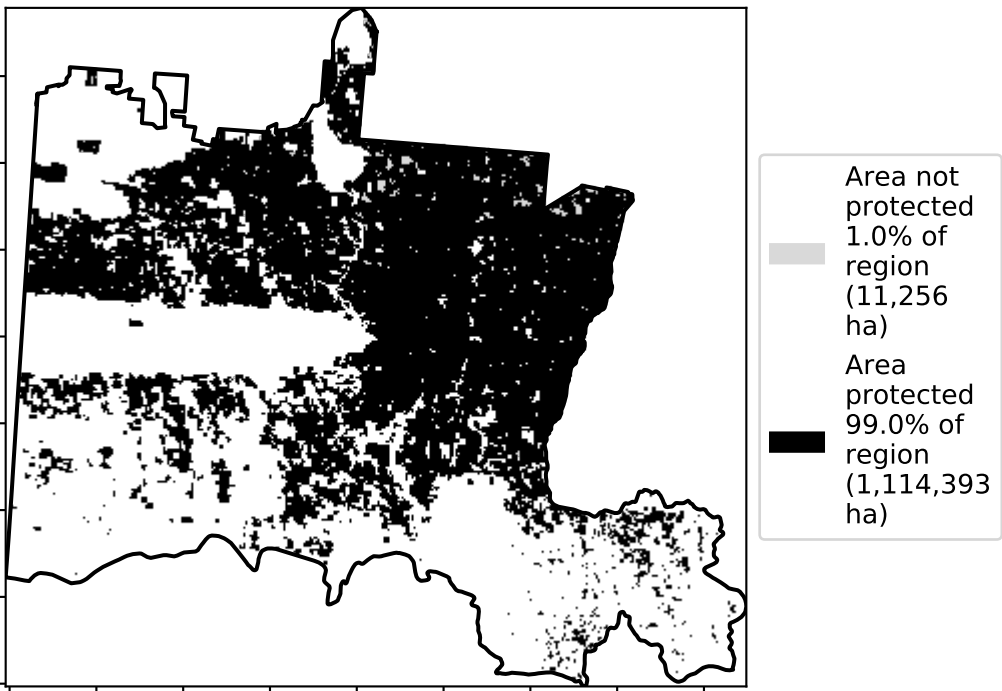 Area not
protected
1.0% of
region
(11,256
ha)
Area
protected
99.0% of
region
(1,114,393
ha)